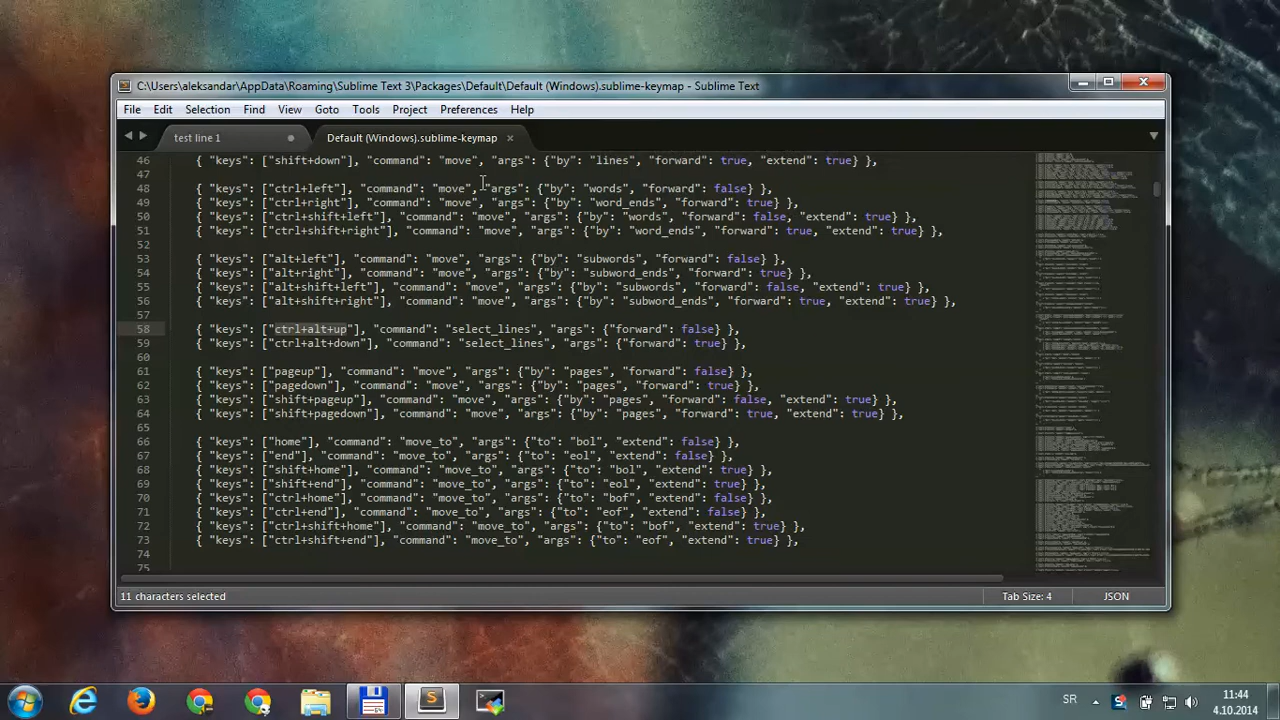 C:\Users\aleksandar\AppData\Roaming\Sublime Text 3\Packages\Default\Default (Windows).sublime-keymap - Sublime Text
File Edit Selection Find View Goto Tools Project Preferences Help
test line 1 Default (Windows).sublime-keymap
46 { "keys": ["shift+down"], "command": "move", "args": {"by": "lines", "forward": true, "extend": true} },
47
48 { "keys": ["ctrl+left"], "command": "move", "args": {"by": "words", "forward": false} },
49 { "keys": ["ctrl+right"], "command": "move", "args": {"by": "word_ends", "forward": true} },
50 { "keys": ["ctrl+shift+left"], "command": "move", "args": {"by": "words", "forward": false, "extend": true} },
51 { "keys": ["ctrl+shift+right"], "command": "move", "args": {"by": "word_ends", "forward": true, "extend": true} },
52
53 { "keys": ["alt+left"], "command": "move", "args": {"by": "subwords", "forward": false} },
54 { "keys": ["alt+right"], "command": "move", "args": {"by": "subword_ends", "forward": true} },
55 { "keys": ["alt+shift+left"], "command": "move", "args": {"by": "subwords", "forward": false, "extend": true} },
56 { "keys": ["alt+shift+right"], "command": "move", "args": {"by": "subword_ends", "forward": true, "extend": true} },
57
58 { "keys": ["ctrl+alt+up"], "command": "select_lines", "args": {"forward": false} },
59 { "keys": ["ctrl+alt+down"], "command": "select_lines", "args": {"forward": true} },
60
61 { "keys": ["pageup"], "command": "move", "args": {"by": "pages", "forward": false} },
62 { "keys": ["pagedown"], "command": "move", "args": {"by": "pages", "forward": true} },
63 { "keys": ["shift+pageup"], "command": "move", "args": {"by": "pages", "forward": false, "extend": true} },
64 { "keys": ["shift+pagedown"], "command": "move", "args": {"by": "pages", "forward": true, "extend": true} },
65
66 { "keys": ["home"], "command": "move_to", "args": {"to": "bol", "extend": false} },
67 { "keys": ["end"], "command": "move_to", "args": {"to": "eol", "extend": false} },
68 { "keys": ["shift+home"], "command": "move_to", "args": {"to": "bol", "extend": true} },
69 { "keys": ["shift+end"], "command": "move_to", "args": {"to": "eol", "extend": true} },
70 { "keys": ["ctrl+home"], "command": "move_to", "args": {"to": "bof", "extend": false} },
71 { "keys": ["ctrl+end"], "command": "move_to", "args": {"to": "eof", "extend": false} },
72 { "keys": ["ctrl+shift+home"], "command": "move_to", "args": {"to": "bof", "extend": true} },
73 { "keys": ["ctrl+shift+end"], "command": "move_to", "args": {"to": "eof", "extend": true} },
74
75
11 characters selected Tab Size: 4 JSON
SR 11:44
4.10.2014